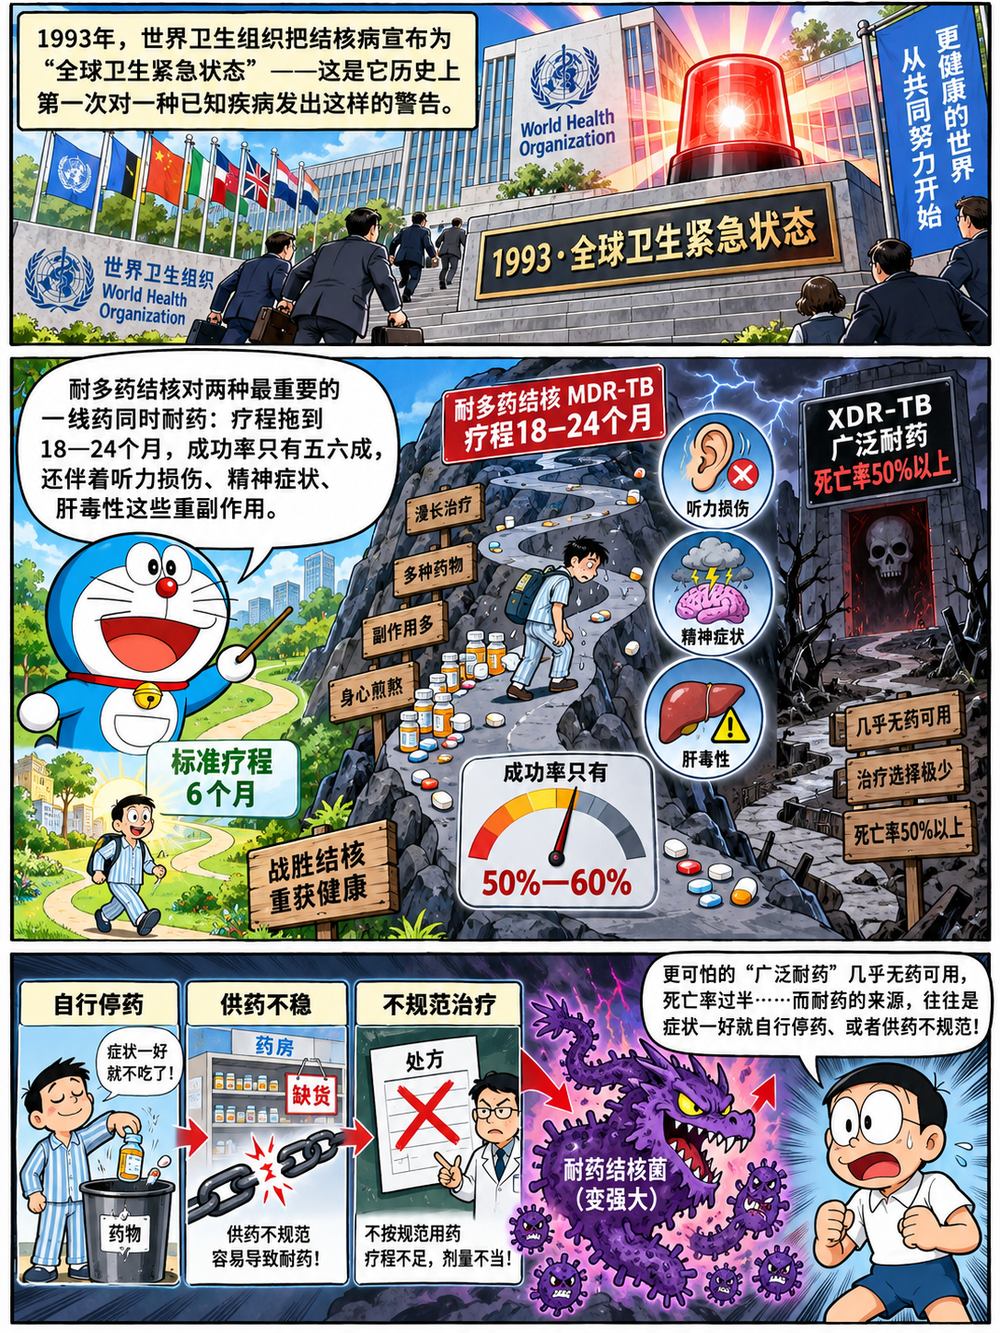 1993年，世界卫生组织把结核病宣布为
“全球卫生紧急状态”——这是它历史上
第一次对一种已知疾病发出这样的警告。
World Health
Organization
更健康的世界
从共同努力开始
1993·全球卫生紧急状态
世界卫生组织
World Health
Organization
耐多药结核对两种最重要的
一线药同时耐药：疗程拖到
18—24个月，成功率只有五六成，
还伴着听力损伤、精神症状、
肝毒性这些重副作用。
耐多药结核 MDR-TB
疗程18—24个月
漫长治疗
多种药物
副作用多
身心煎熬
听力损伤
精神症状
肝毒性
XDR-TB
广泛耐药
死亡率50%以上
几乎无药可用
治疗选择极少
死亡率50%以上
标准疗程
6个月
战胜结核
重获健康
成功率只有
50%—60%
自行停药
症状一好
就不吃了！
药物
供药不稳
药房
缺货
供药不规范
容易导致耐药！
不规范治疗
处方
不按规范用药
疗程不足，剂量不当！
耐药结核菌
（变强大）
更可怕的“广泛耐药”几乎无药可用，
死亡率过半……而耐药的来源，往往是
症状一好就自行停药、或者供药不规范！